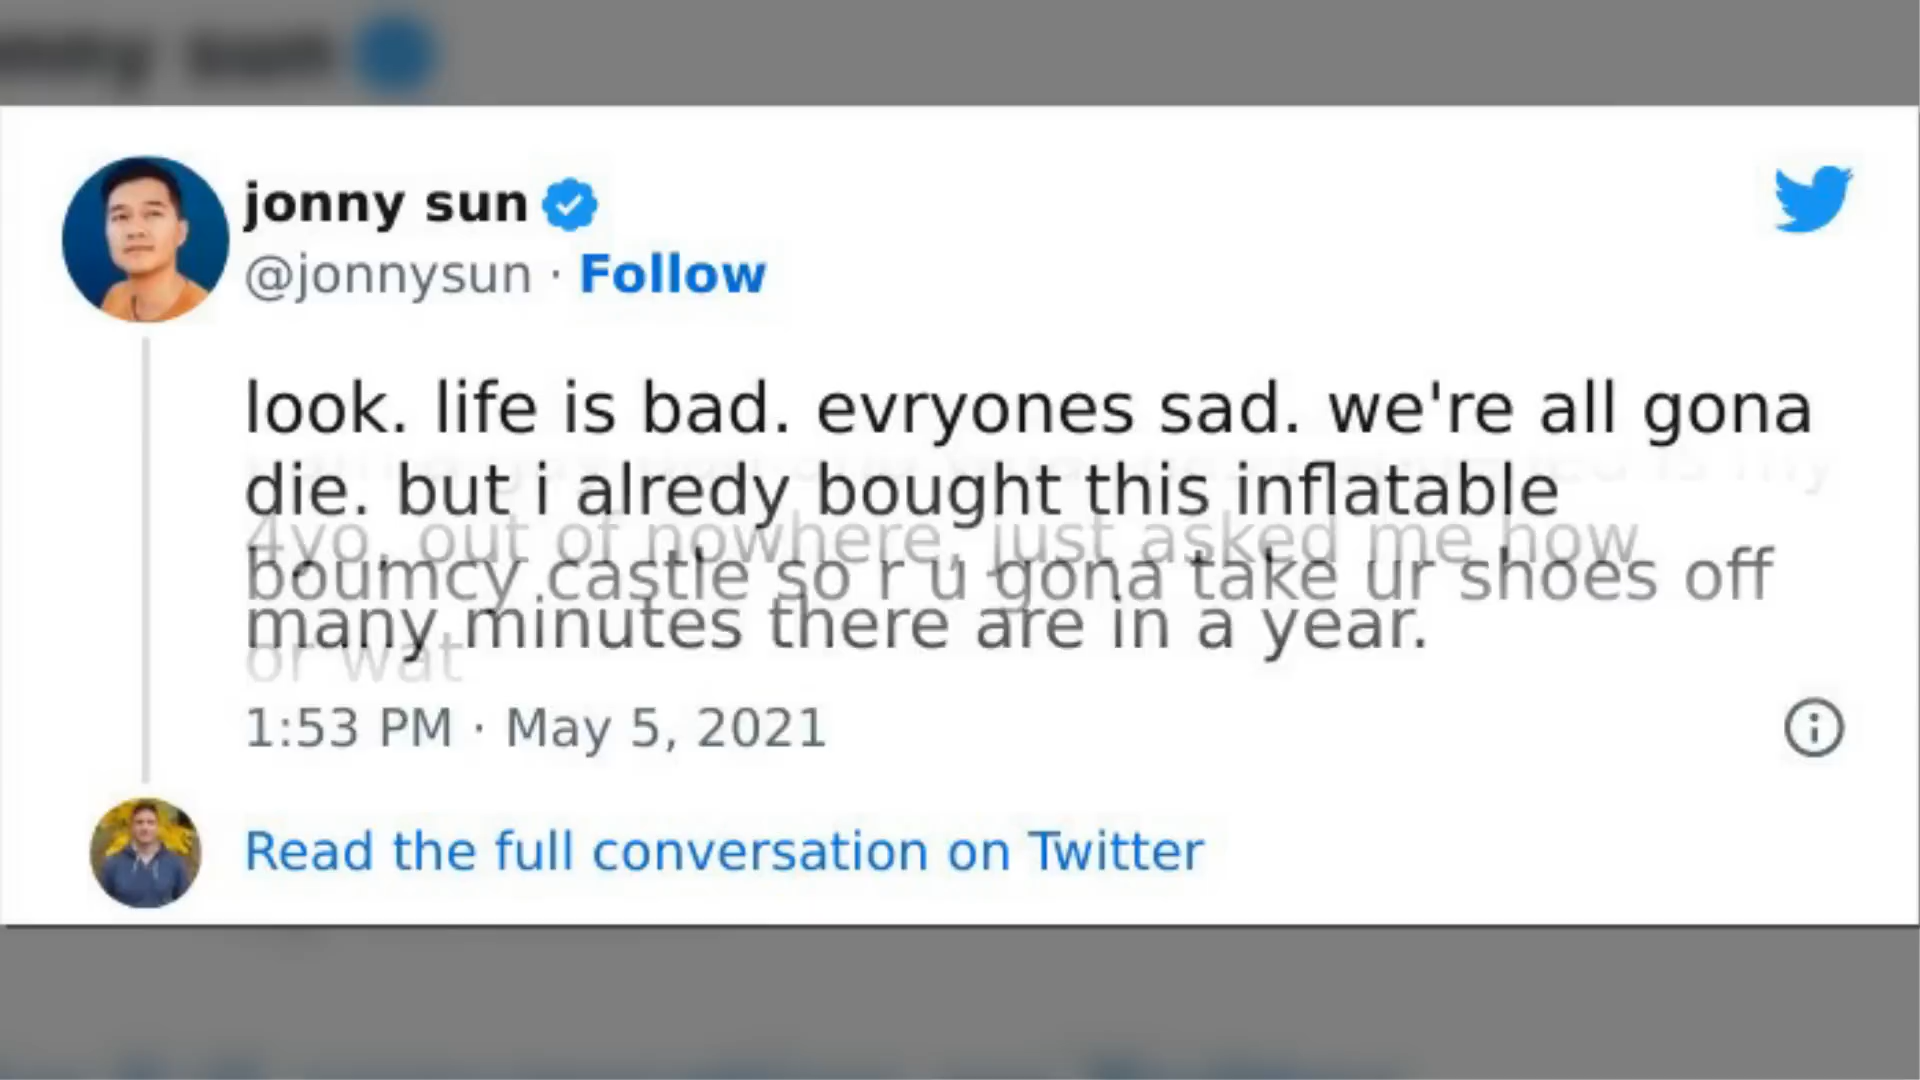 jonny sun
@jonnysun · Follow
look. life is bad. evryones sad. we're all gona
die. but i alredy bought this inflatable
4yo, out of nowhere, just asked me how
boumcy castle so r u gona take ur shoes off
many minutes there are in a year.
or wat
1:53 PM · May 5, 2021
Read the full conversation on Twitter